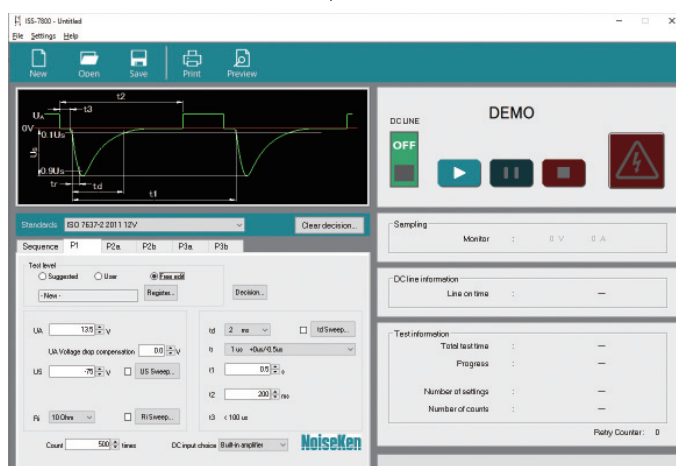 ISS-7800 - Untitled
File Settings Help
New Open Save Print Preview
t2
UA t3
0V 0.1Us
Us
0.9Us
tr td
t1
DC LINE
DEMO
OFF
Standards ISO 7637-2 2011 12V Clear decision...
Sequence P1 P2a P2b P3a P3b
Test level
Suggested User Free edit
- New - Register... Decision...
UA 13.5 V
UA Voltage drop compensation 0.0 V
US -75 V US Sweep...
Ri 10 Ohm Ri Sweep...
td 2 ms td Sweep...
tr 1 us +0us/-0.5us
t1 0.5 s
t2 200 ms
t3 < 100 us
Count 500 times DC input choice Built-in amplifier
NoiseKen
Sampling
Monitor : 0 V 0 A
DC line information
Line on time : —
Test information
Total test time : —
Progress : —
Number of settings : —
Number of counts : —
Retry Counter: 0